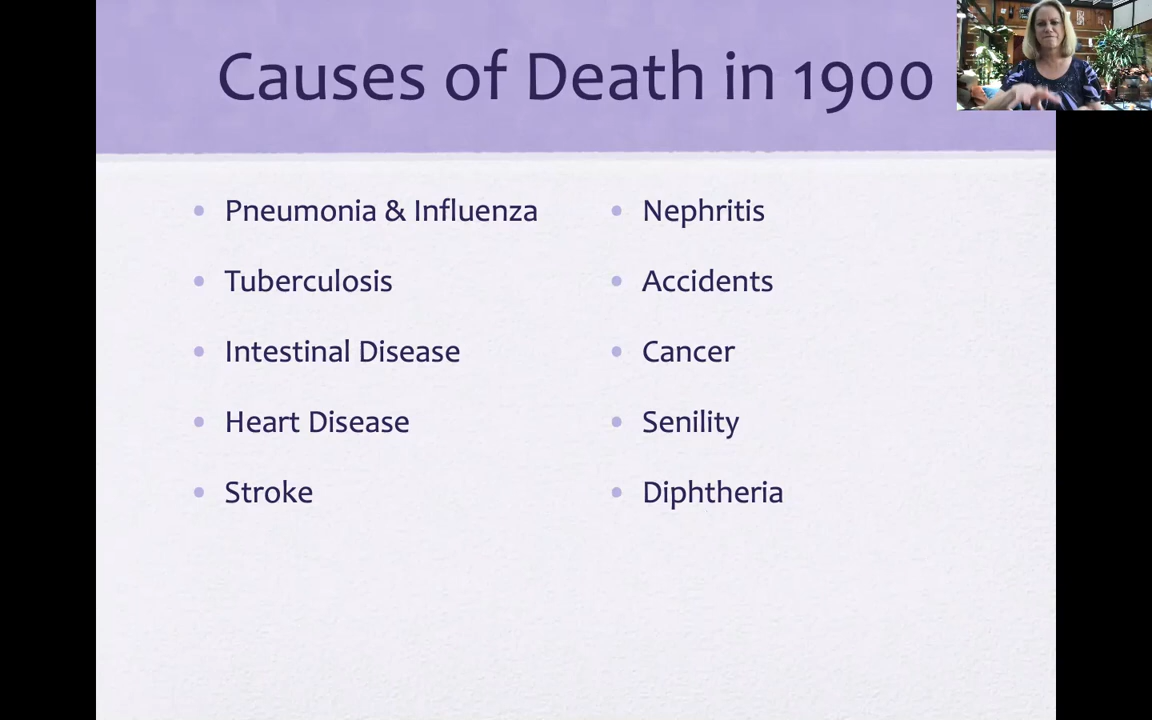 Causes of Death in 1900
Pneumonia & Influenza
Tuberculosis
Intestinal Disease
Heart Disease
Stroke
Nephritis
Accidents
Cancer
Senility
Diphtheria